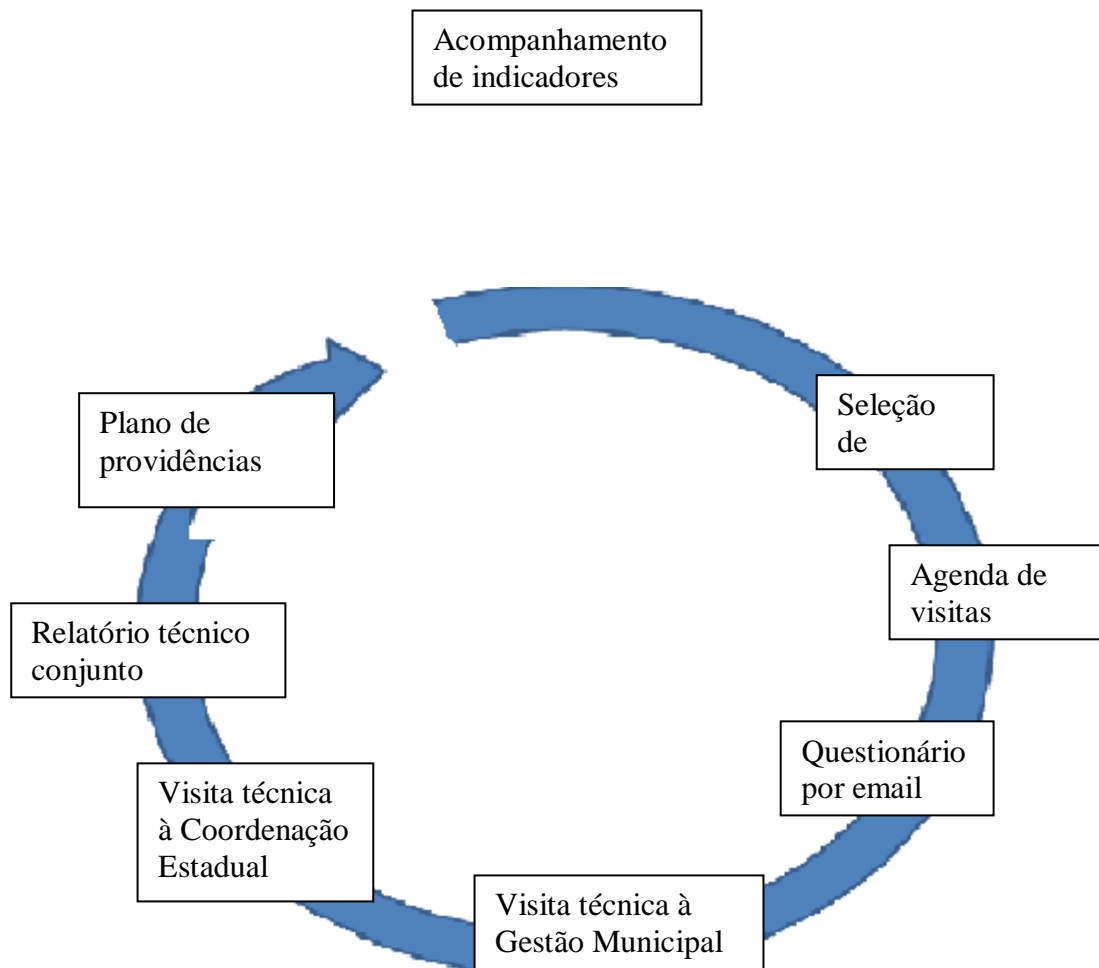 Acompanhamento
de indicadores
Seleção
de
Agenda de
visitas
Questionário
por email
Visita técnica à
Gestão Municipal
Visita técnica
à Coordenação
Estadual
Relatório técnico
conjunto
Plano de
providências